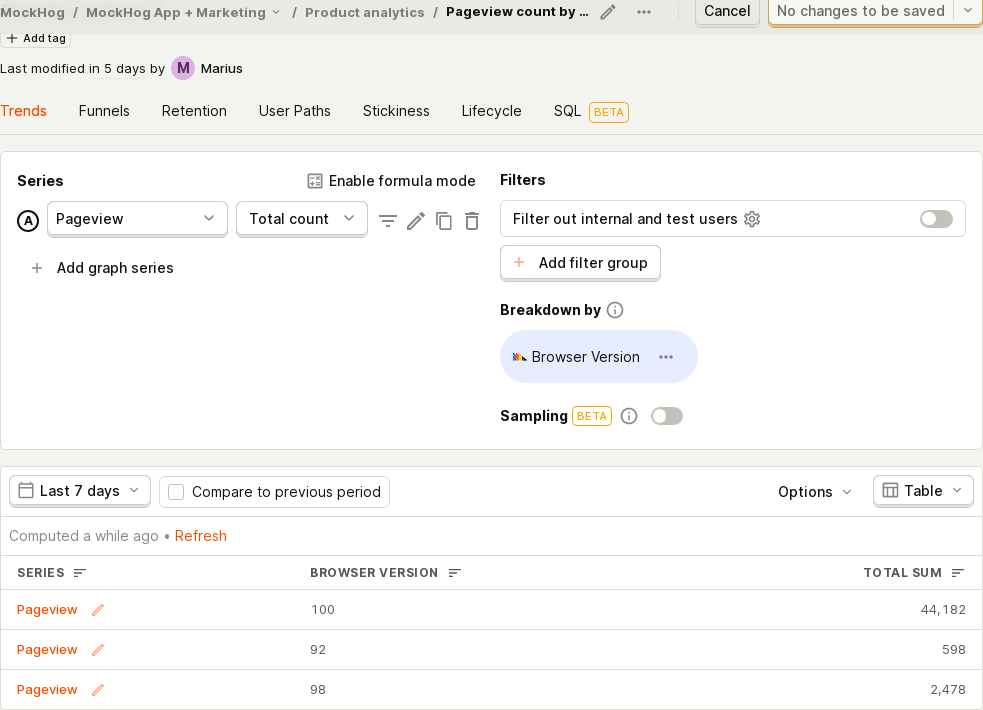 MockHog / MockHog App + Marketing / Product analytics / Pageview count by ... Cancel No changes to be saved
Add tag
Last modified in 5 days by M Marius
Trends Funnels Retention User Paths Stickiness Lifecycle SQL BETA
Series Enable formula mode
A Pageview Total count
Add graph series
Filters
Filter out internal and test users
+ Add filter group
Breakdown by
Browser Version
Sampling BETA
Last 7 days Compare to previous period Options Table
Computed a while ago • Refresh
SERIES BROWSER VERSION TOTAL SUM
Pageview 100 44,182
Pageview 92 598
Pageview 98 2,478